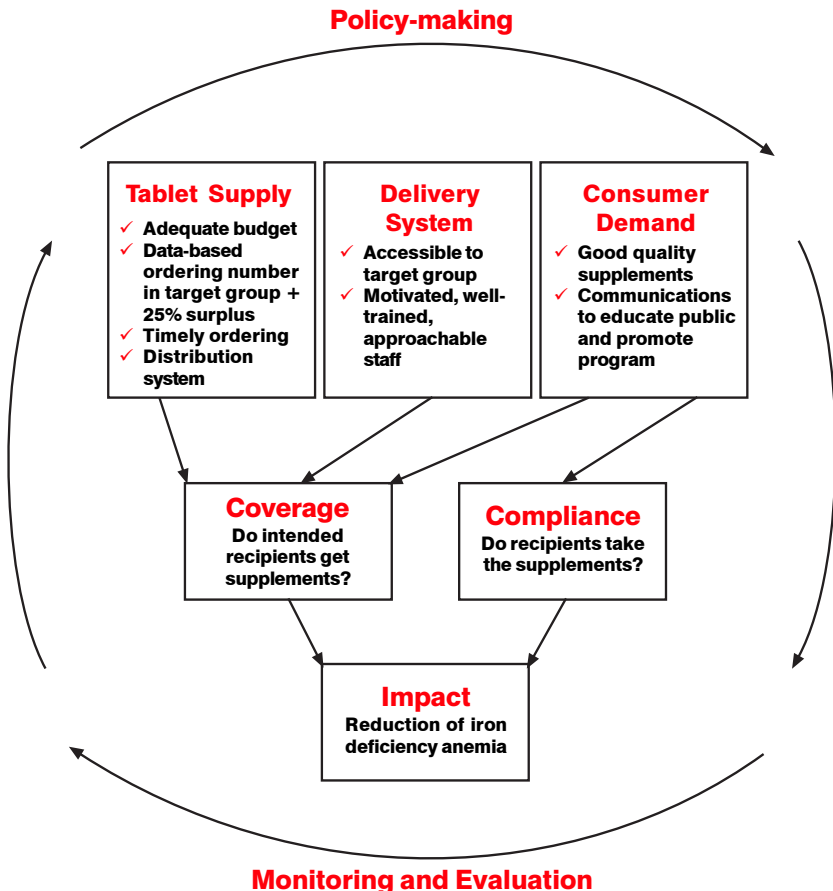 Policy-making
Tablet Supply
✓ Adequate budget
✓ Data-based
ordering number
in target group +
25% surplus
✓ Timely ordering
✓ Distribution
system
Delivery
System
✓ Accessible to
target group
✓ Motivated, well-
trained,
approachable
staff
Consumer
Demand
✓ Good quality
supplements
✓ Communications
to educate public
and promote
program
Coverage
Do intended
recipients get
supplements?
Compliance
Do recipients take
the supplements?
Impact
Reduction of iron
deficiency anemia
Monitoring and Evaluation